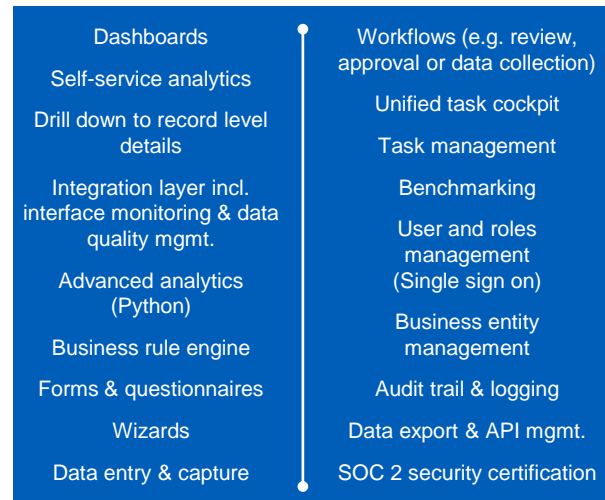 Dashboards
Self-service analytics
Drill down to record level
details
Integration layer incl.
interface monitoring & data
quality mgmt.
Advanced analytics
(Python)
Business rule engine
Forms & questionnaires
Wizards
Data entry & capture
Workflows (e.g. review,
approval or data collection)
Unified task cockpit
Task management
Benchmarking
User and roles
management
(Single sign on)
Business entity
management
Audit trail & logging
Data export & API mgmt.
SOC 2 security certification